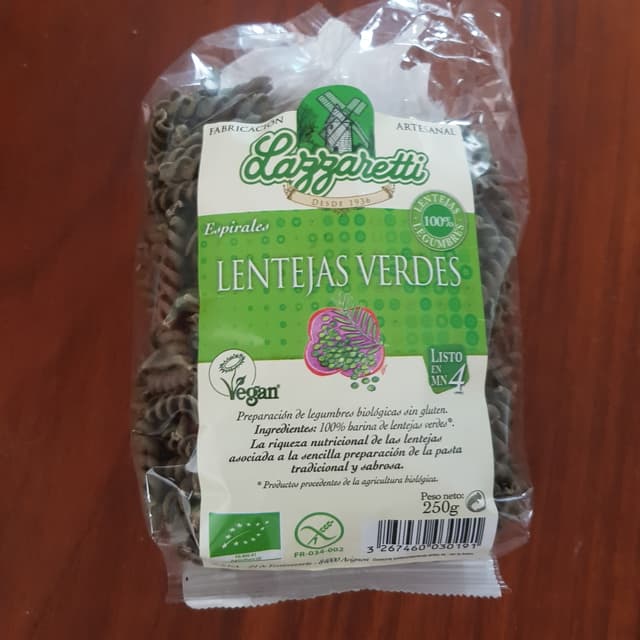 FABRICACIÓN
ARTESANAL
Lazzaretti
DESDE 1936
LENTEJAS
100%
LEGUMBRES
Espirales
LENTEJAS VERDES
LISTO
EN
MN 4
Vegan
Preparación de legumbres biológicas sin gluten.
Ingredientes: 100% harina de lentejas verdes*.
La riqueza nutricional de las lentejas
asociada a la sencilla preparación de la pasta
tradicional y sabrosa.
* Productos procedentes de la agricultura biológica.
Peso neto:
250g
FR-034-002
3 267460 030191
84000 Avignon